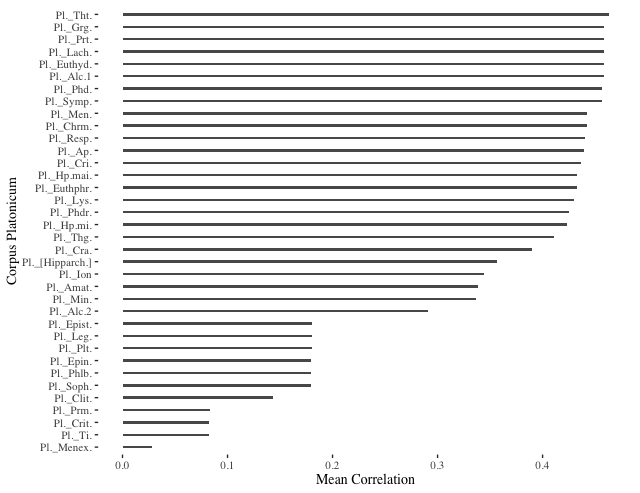 Pl._Tht.
Pl._Grg.
Pl._Prt.
Pl._Lach.
Pl._Euthyd.
Pl._Alc.1
Pl._Phd.
Pl._Symp.
Pl._Men.
Pl._Chrm.
Pl._Resp.
Pl._Ap.
Pl._Cri.
Pl._Hp.mai.
Pl._Euthphr.
Pl._Lys.
Pl._Phdr.
Pl._Hp.mi.
Pl._Thg.
Pl._Cra.
Pl._[Hipparch.]
Pl._Ion
Pl._Amat.
Pl._Min.
Pl._Alc.2
Pl._Epist.
Pl._Leg.
Pl._Plt.
Pl._Epin.
Pl._Phlb.
Pl._Soph.
Pl._Clit.
Pl._Prm.
Pl._Crit.
Pl._Ti.
Pl._Menex.
Corpus Platonicum
0.0 0.1 0.2 0.3 0.4
Mean Correlation